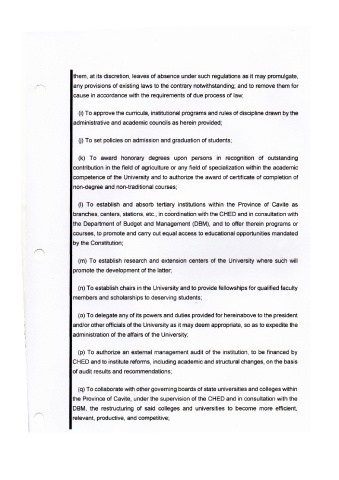 them, at its discretion, leaves of absence under such regulations as it may promulgate,
any provisions of existing laws to the contrary notwithstanding; and to remove them for
cause in accordance with the requirements of due process of law;
(i) To approve the curricula, institutional programs and rules of discipline drawn by the
administrative and academic councils as herein provided;
(j) To set policies on admission and graduation of students;
(k) To award honorary degrees upon persons in recognition of outstanding
contribution in the field of agriculture or any field of specialization within the academic
competence of the University and to authorize the award of certificate of completion of
non-degree and non-traditional courses;
(l) To establish and absorb tertiary institutions within the Province of Cavite as
branches, centers, stations, etc., in coordination with the CHED and in consultation with
the Department of Budget and Management (DBM), and to offer therein programs or
courses, to promote and carry out equal access to educational opportunities mandated
by the Constitution;
(m) To establish research and extension centers of the University where such will
promote the development of the latter;
(n) To establish chairs in the University and to provide fellowships for qualified faculty
members and scholarships to deserving students;
(o) To delegate any of its powers and duties provided for hereinabove to the president
and/or other officials of the University as it may deem appropriate, so as to expedite the
administration of the affairs of the University;
(p) To authorize an external management audit of the institution, to be financed by
CHED and to institute reforms, including academic and structural changes, on the basis
of audit results and recommendations;
(q) To collaborate with other governing boards of state universities and colleges within
the Province of Cavite, under the supervision of the CHED and in consultation with the
DBM, the restructuring of said colleges and universities to become more efficient,
relevant, productive, and competitive;